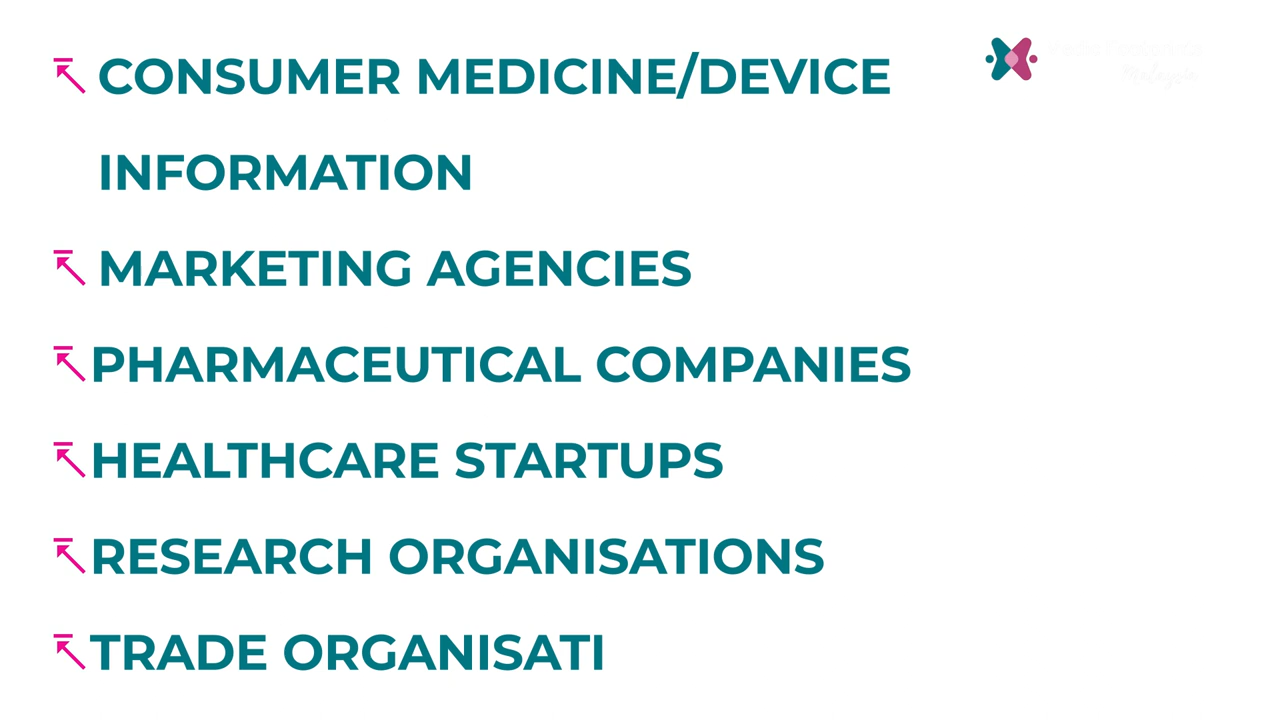 CONSUMER MEDICINE/DEVICE
INFORMATION
MARKETING AGENCIES
PHARMACEUTICAL COMPANIES
HEALTHCARE STARTUPS
RESEARCH ORGANISATIONS
TRADE ORGANISATI